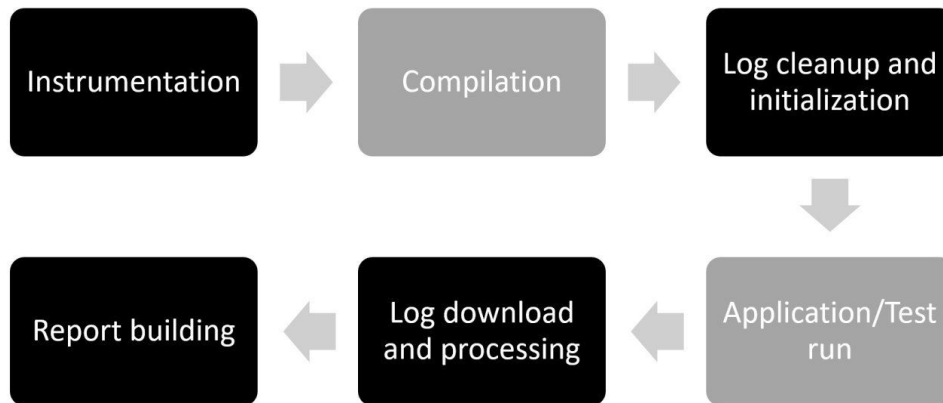 Instrumentation
Compilation
Log cleanup and
initialization
Application/Test
run
Log download
and processing
Report building